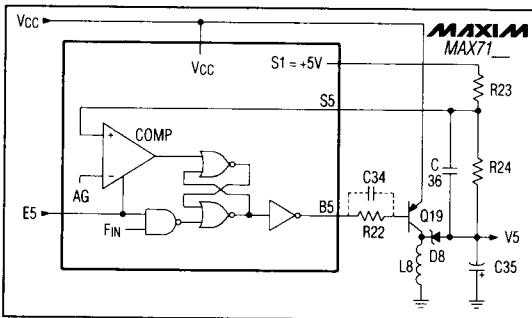 VCC
MAXIM
MAX71__
VCC
S1 = +5V
R23
S5
COMP
+
−
AG
C
36
R24
C34
E5
FIN
B5
R22
Q19
D8
V5
L8
C35
+